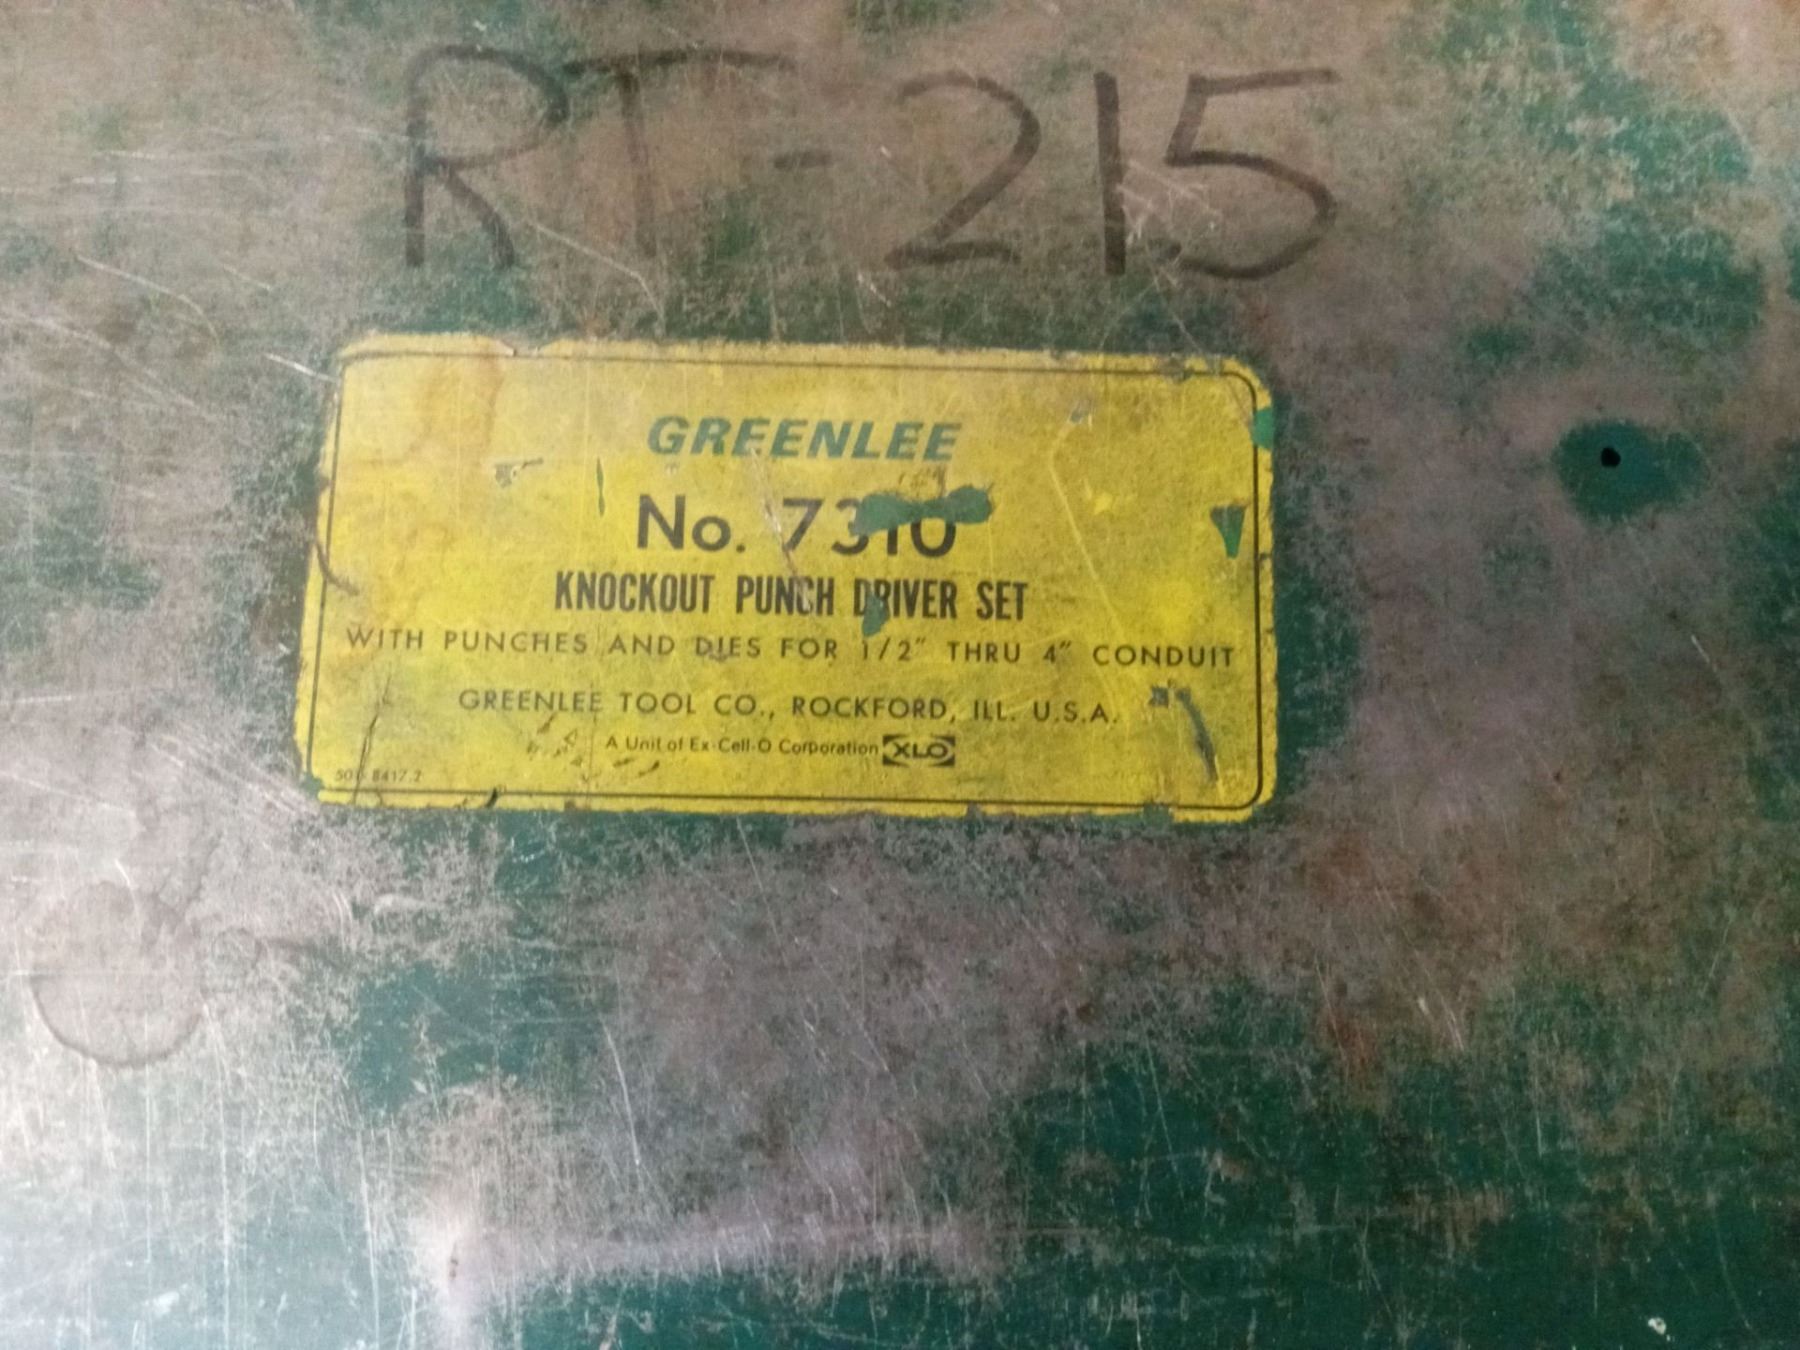 RT-215
GREENLEE
No. 7310
KNOCKOUT PUNCH DRIVER SET
WITH PUNCHES AND DIES FOR 1/2" THRU 4" CONDUIT
GREENLEE TOOL CO., ROCKFORD, ILL. U.S.A.
A Unit of Ex-Cell-O Corporation XLO